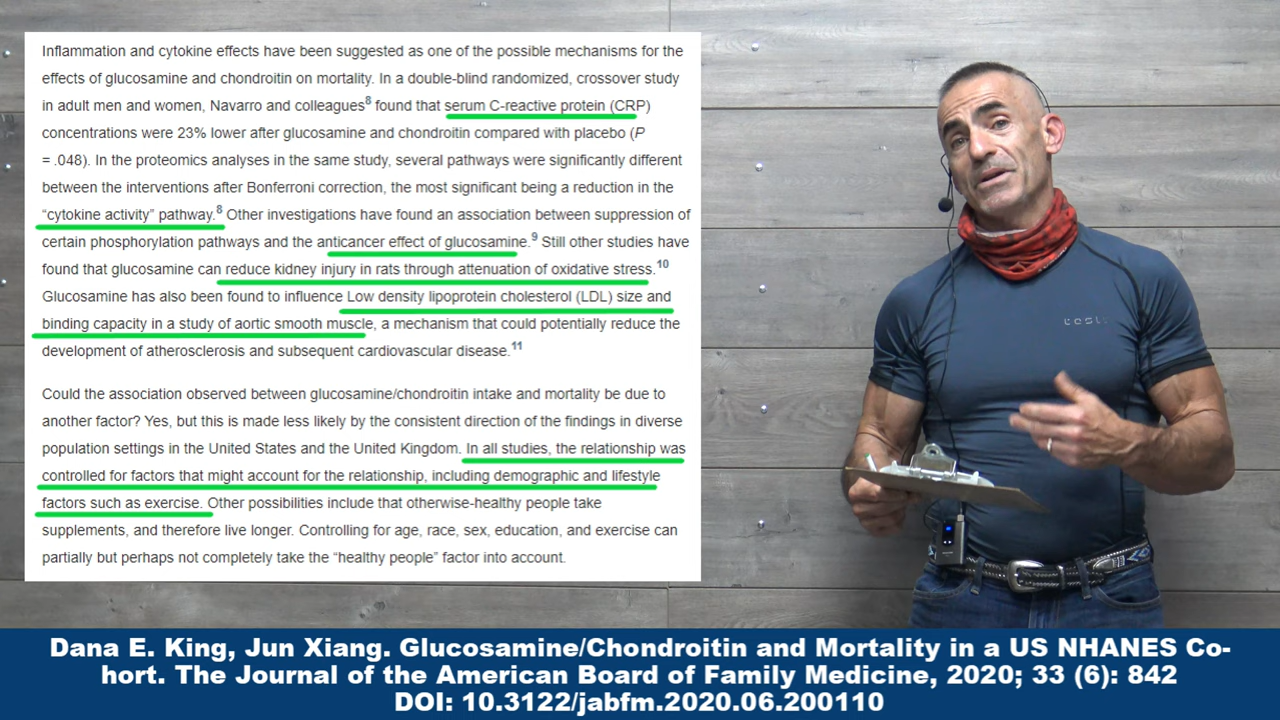 Inflammation and cytokine effects have been suggested as one of the possible mechanisms for the
effects of glucosamine and chondroitin on mortality. In a double-blind randomized, crossover study
in adult men and women, Navarro and colleagues8 found that serum C-reactive protein (CRP)
concentrations were 23% lower after glucosamine and chondroitin compared with placebo (P
= .048). In the proteomics analyses in the same study, several pathways were significantly different
between the interventions after Bonferroni correction, the most significant being a reduction in the
“cytokine activity” pathway.8 Other investigations have found an association between suppression of
certain phosphorylation pathways and the anticancer effect of glucosamine.9 Still other studies have
found that glucosamine can reduce kidney injury in rats through attenuation of oxidative stress.10
Glucosamine has also been found to influence Low density lipoprotein cholesterol (LDL) size and
binding capacity in a study of aortic smooth muscle, a mechanism that could potentially reduce the
development of atherosclerosis and subsequent cardiovascular disease.11
Could the association observed between glucosamine/chondroitin intake and mortality be due to
another factor? Yes, but this is made less likely by the consistent direction of the findings in diverse
population settings in the United States and the United Kingdom. In all studies, the relationship was
controlled for factors that might account for the relationship, including demographic and lifestyle
factors such as exercise. Other possibilities include that otherwise-healthy people take
supplements, and therefore live longer. Controlling for age, race, sex, education, and exercise can
partially but perhaps not completely take the “healthy people” factor into account.
Dana E. King, Jun Xiang. Glucosamine/Chondroitin and Mortality in a US NHANES Co-
hort. The Journal of the American Board of Family Medicine, 2020; 33 (6): 842
DOI: 10.3122/jabfm.2020.06.200110